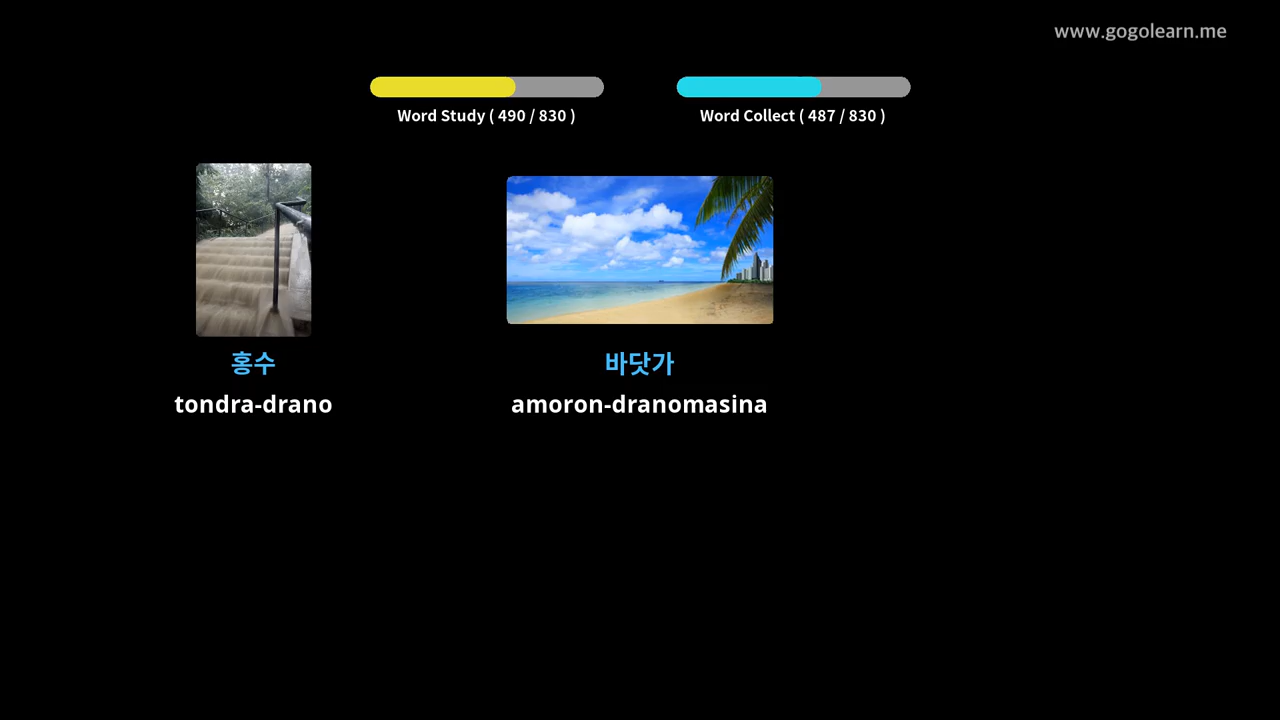 www.gogolearn.me
Word Study ( 490 / 830 )
Word Collect ( 487 / 830 )
홍수
tondra-drano
바닷가
amoron-dranomasina